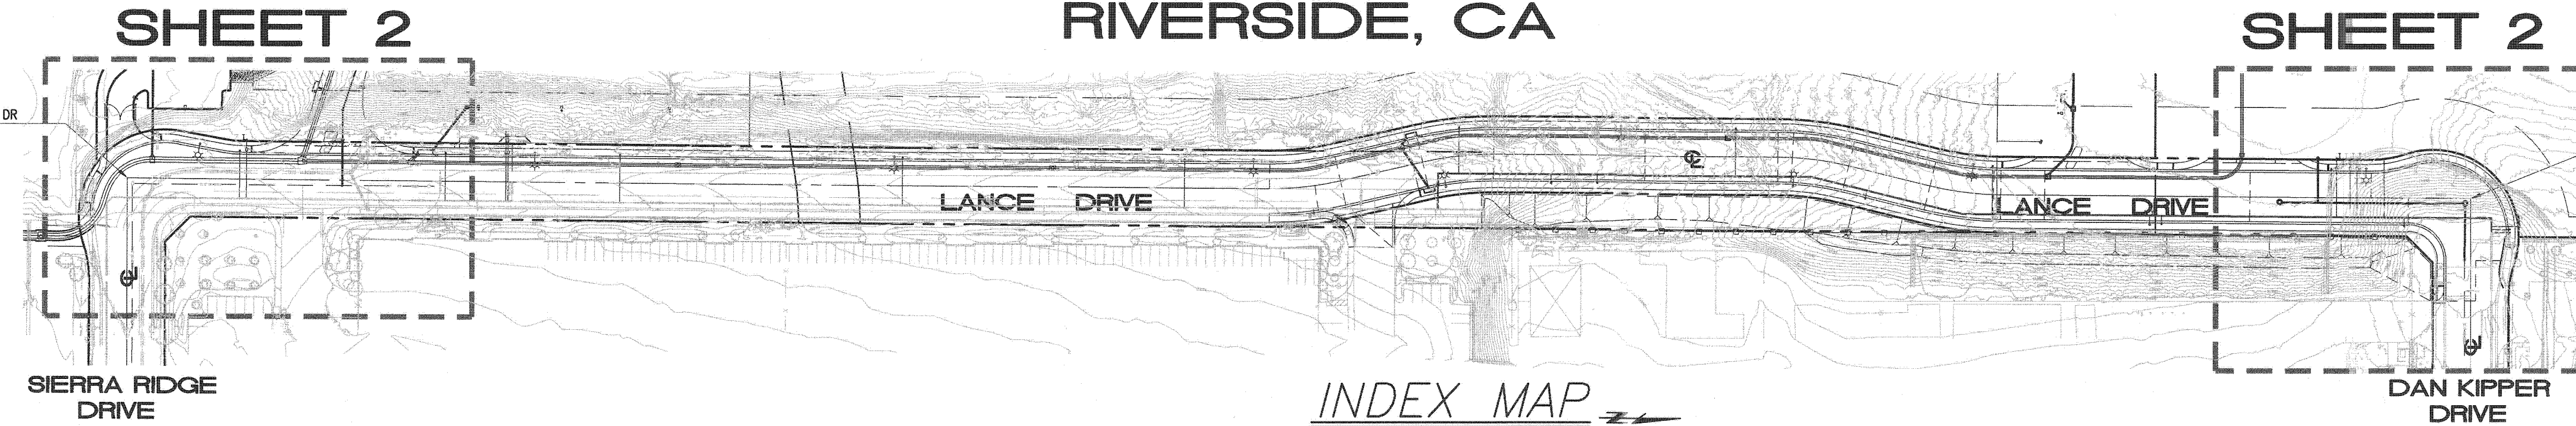 RIVERSIDE, CA
SHEET 2
SHEET 2
DR
LANCE DRIVE
LANCE DRIVE
SIERRA RIDGE
DRIVE
DAN KIPPER
DRIVE
INDEX MAP